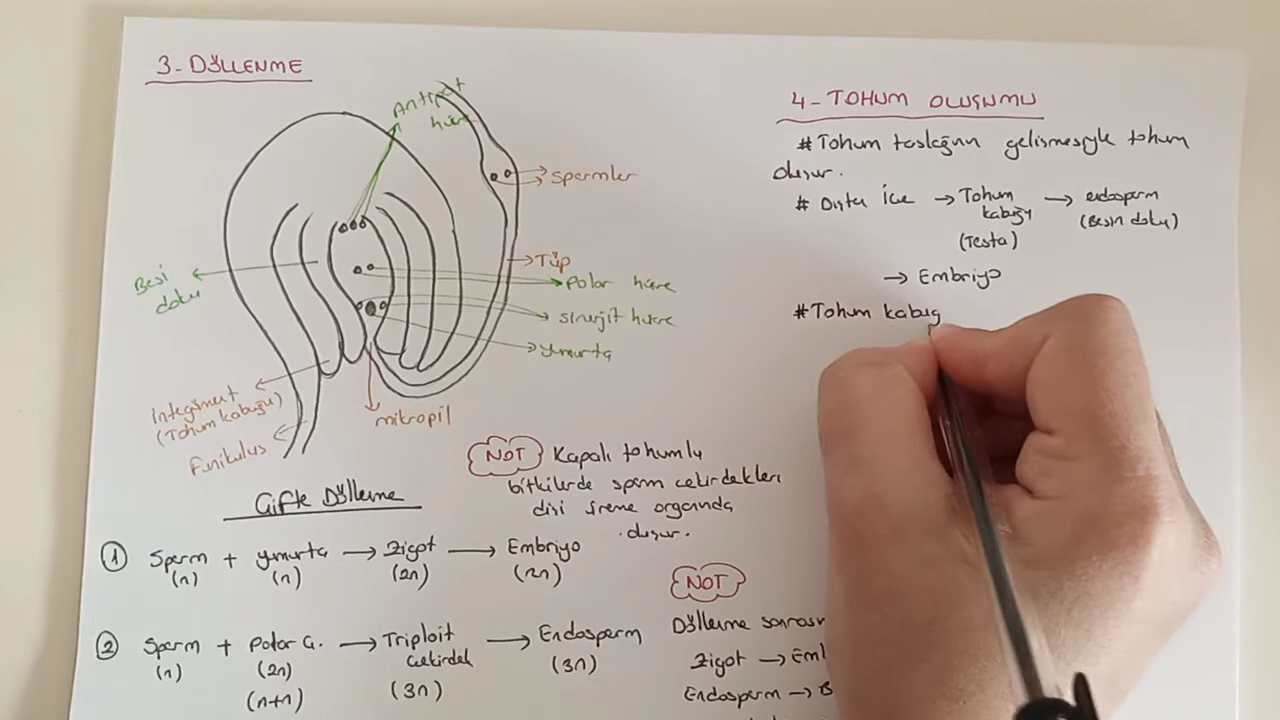 3- DÖLLENME
Antipot
hücre
Spermler
Tüp
Polar hücre
sinerjit hücre
yumurta
Besi
doku
İntegüment
(Tohum kabuğu)
Funikulus
mikropil
NOT Kapalı tohumlu
bitkilerde sperm çekirdekleri
dişi üreme organında
oluşur.
Çifte Dölleme
1 Sperm + yumurta → Zigot → Embriyo
(n) (n) (2n) (2n)
2 Sperm + Polar Ç. → Triploit → Endosperm
çekirdek
(n) (2n) (3n) (3n)
(n+n)
NOT
Döllenme sonrası
Zigot → Em
Endosperm → B
4- TOHUM OLUŞUMU
# Tohum taslağının gelişmesiyle tohum
oluşur.
# Dıştan İçe → Tohum → endosperm
kabuğu (Besin doku)
(Testa)
→ Embriyo
# Tohum kabuğ